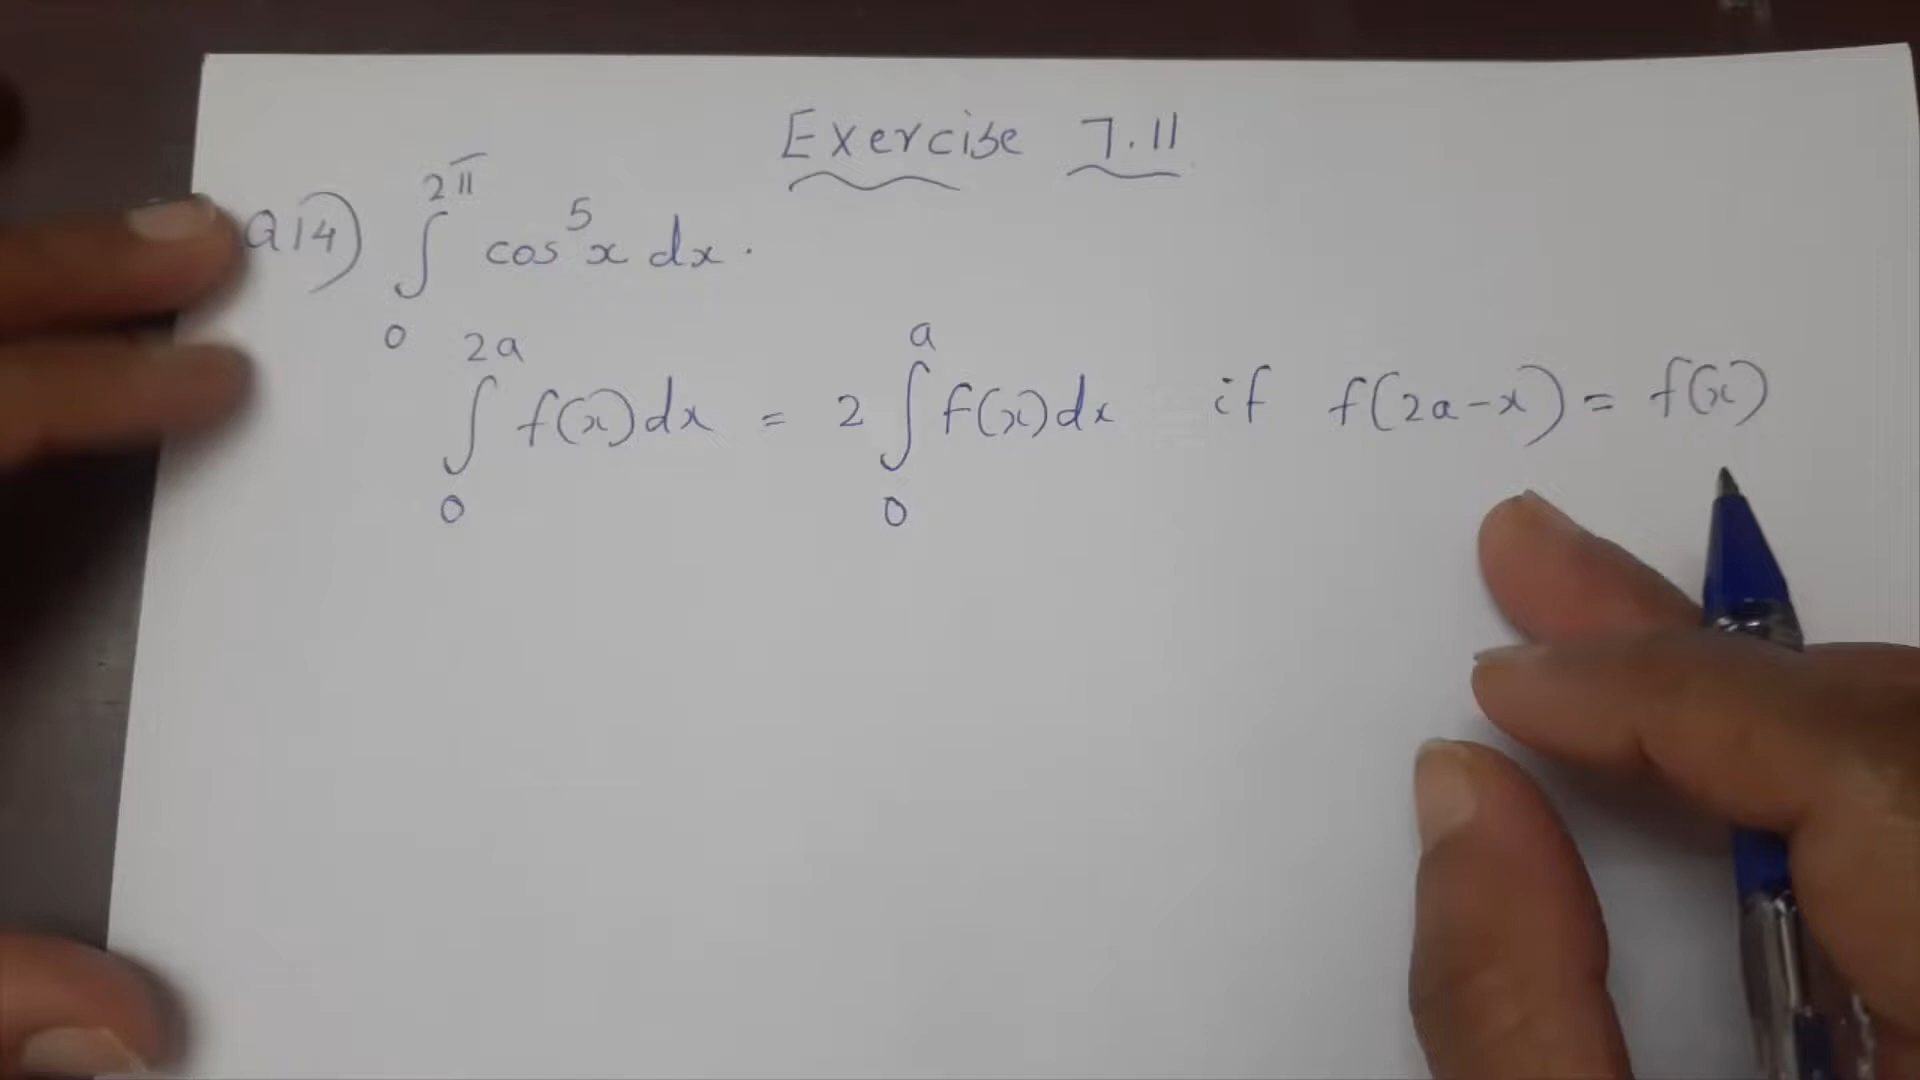 Exercise 7.11
Q14) ∫₀^2π cos⁵x dx.
∫₀^2a f(x)dx = 2 ∫₀^a f(x)dx if f(2a-x) = f(x)